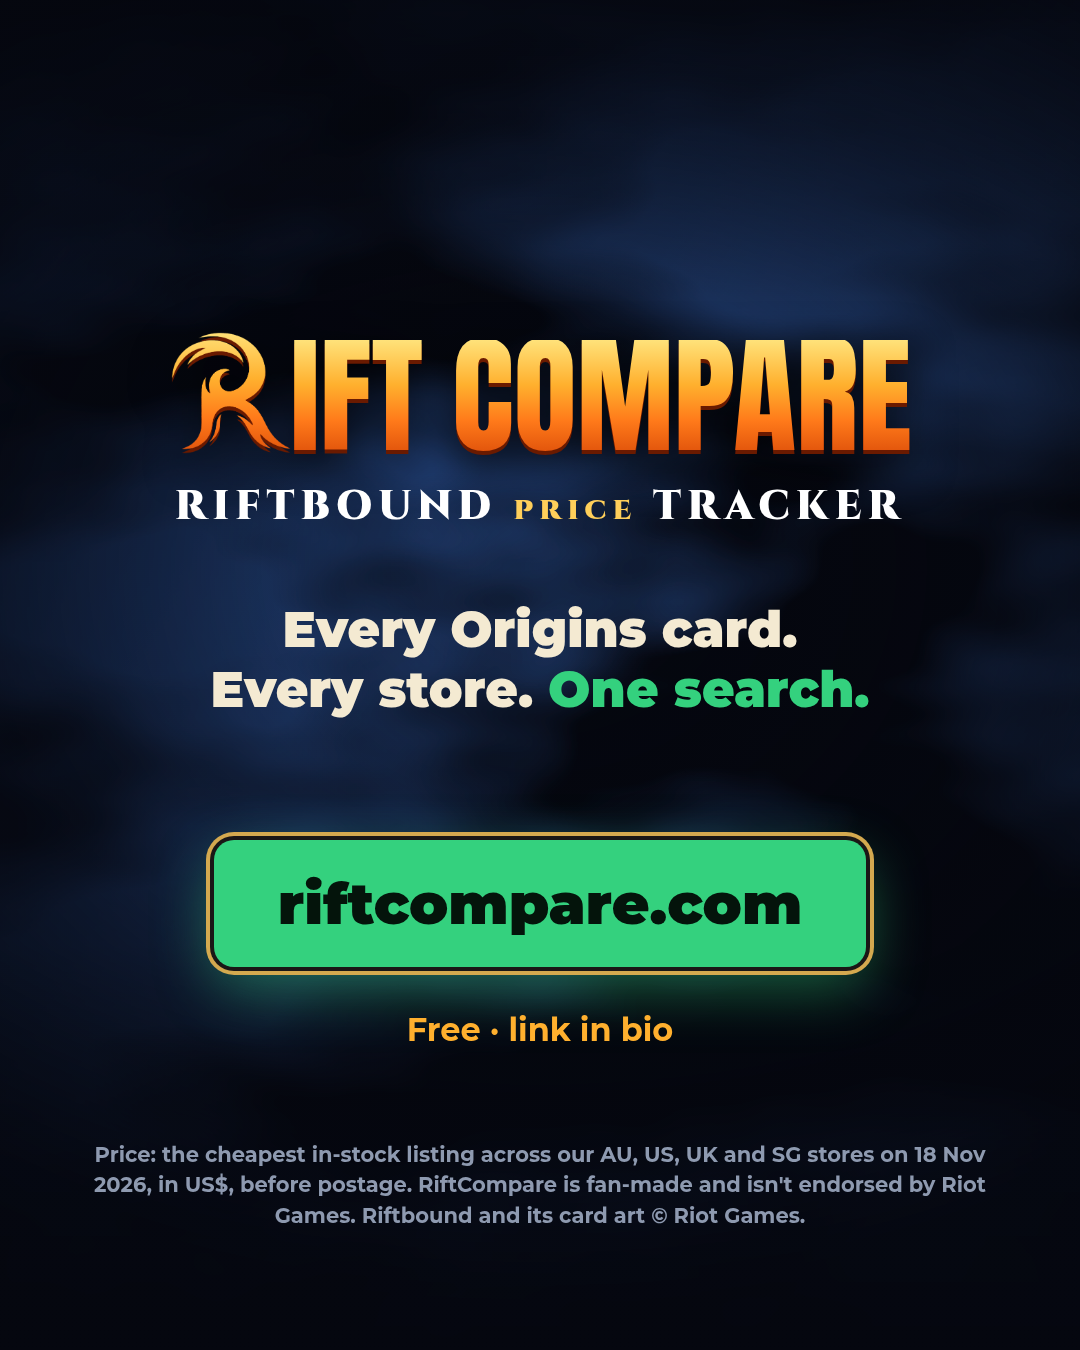 RIFT COMPARE
RIFTBOUND PRICE TRACKER
Every Origins card.
Every store. One search.
riftcompare.com
Free · link in bio
Price: the cheapest in-stock listing across our AU, US, UK and SG stores on 18 Nov
2026, in US$, before postage. RiftCompare is fan-made and isn't endorsed by Riot
Games. Riftbound and its card art © Riot Games.